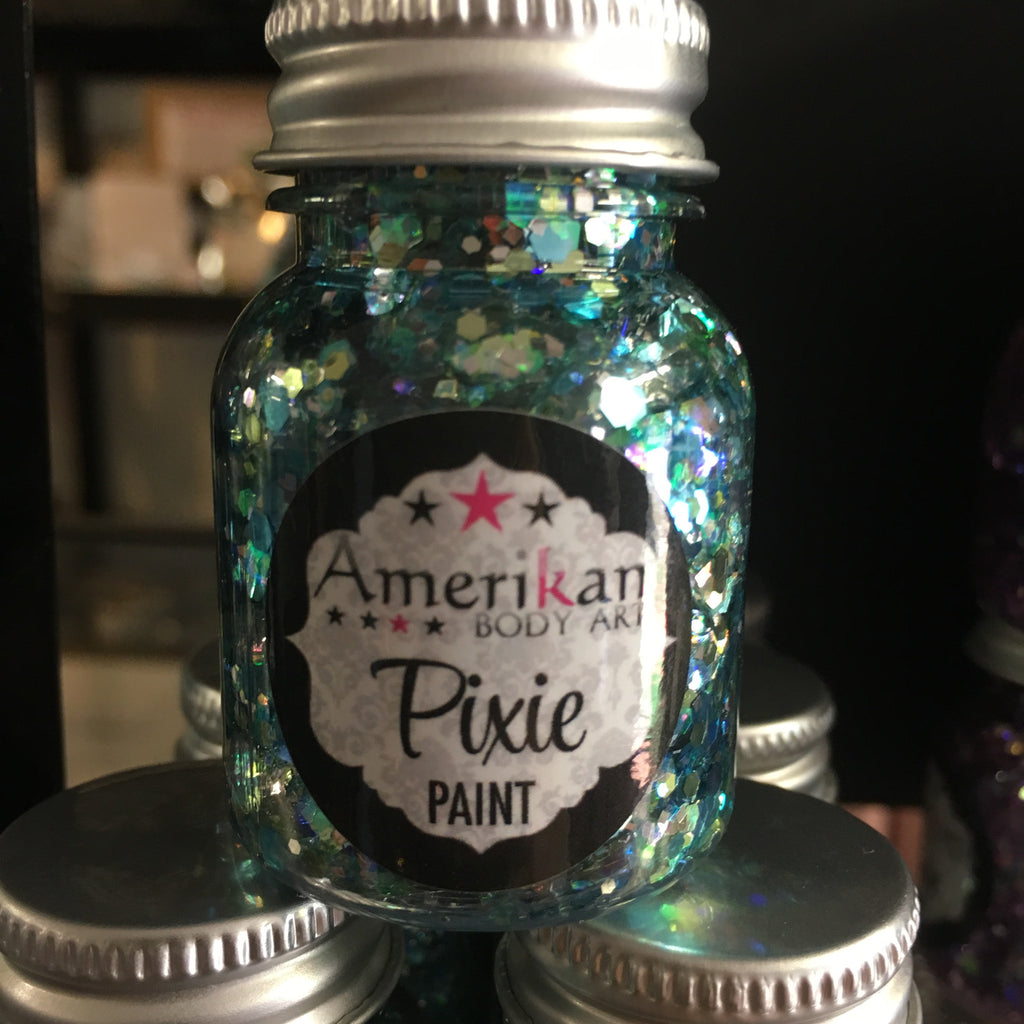 Amerikan
BODY ART
Pixie
PAINT